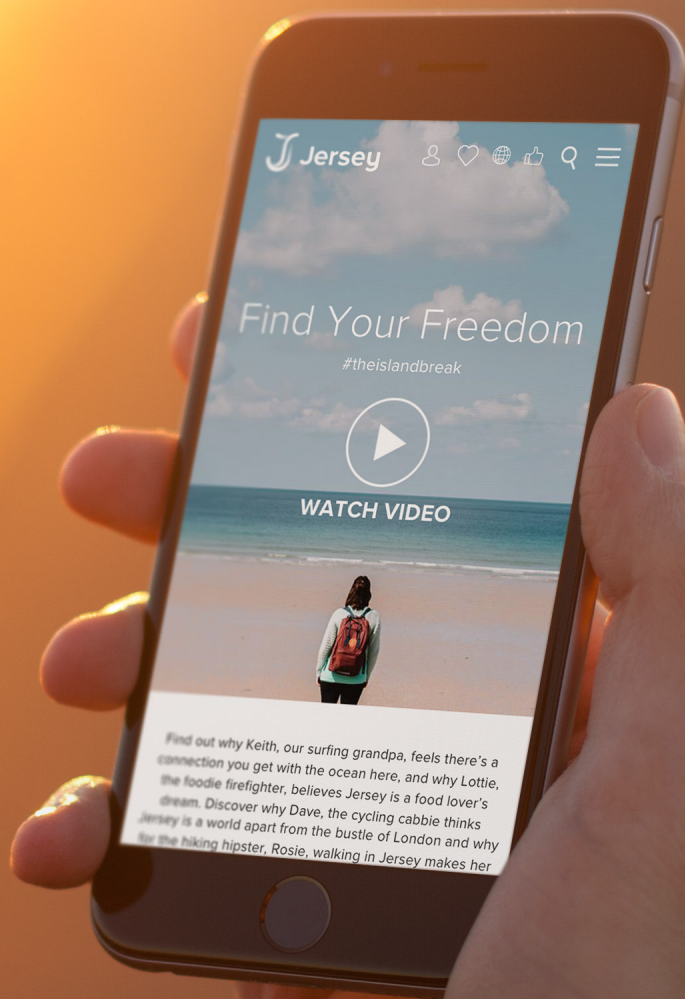 Jersey
Find Your Freedom
#theislandbreak
WATCH VIDEO
Find out why Keith, our surfing grandpa, feels there's a
connection you get with the ocean here, and why Lottie,
the foodie firefighter, believes Jersey is a food lover's
dream. Discover why Dave, the cycling cabbie thinks
Jersey is a world apart from the bustle of London and why
for the hiking hipster, Rosie, walking in Jersey makes her